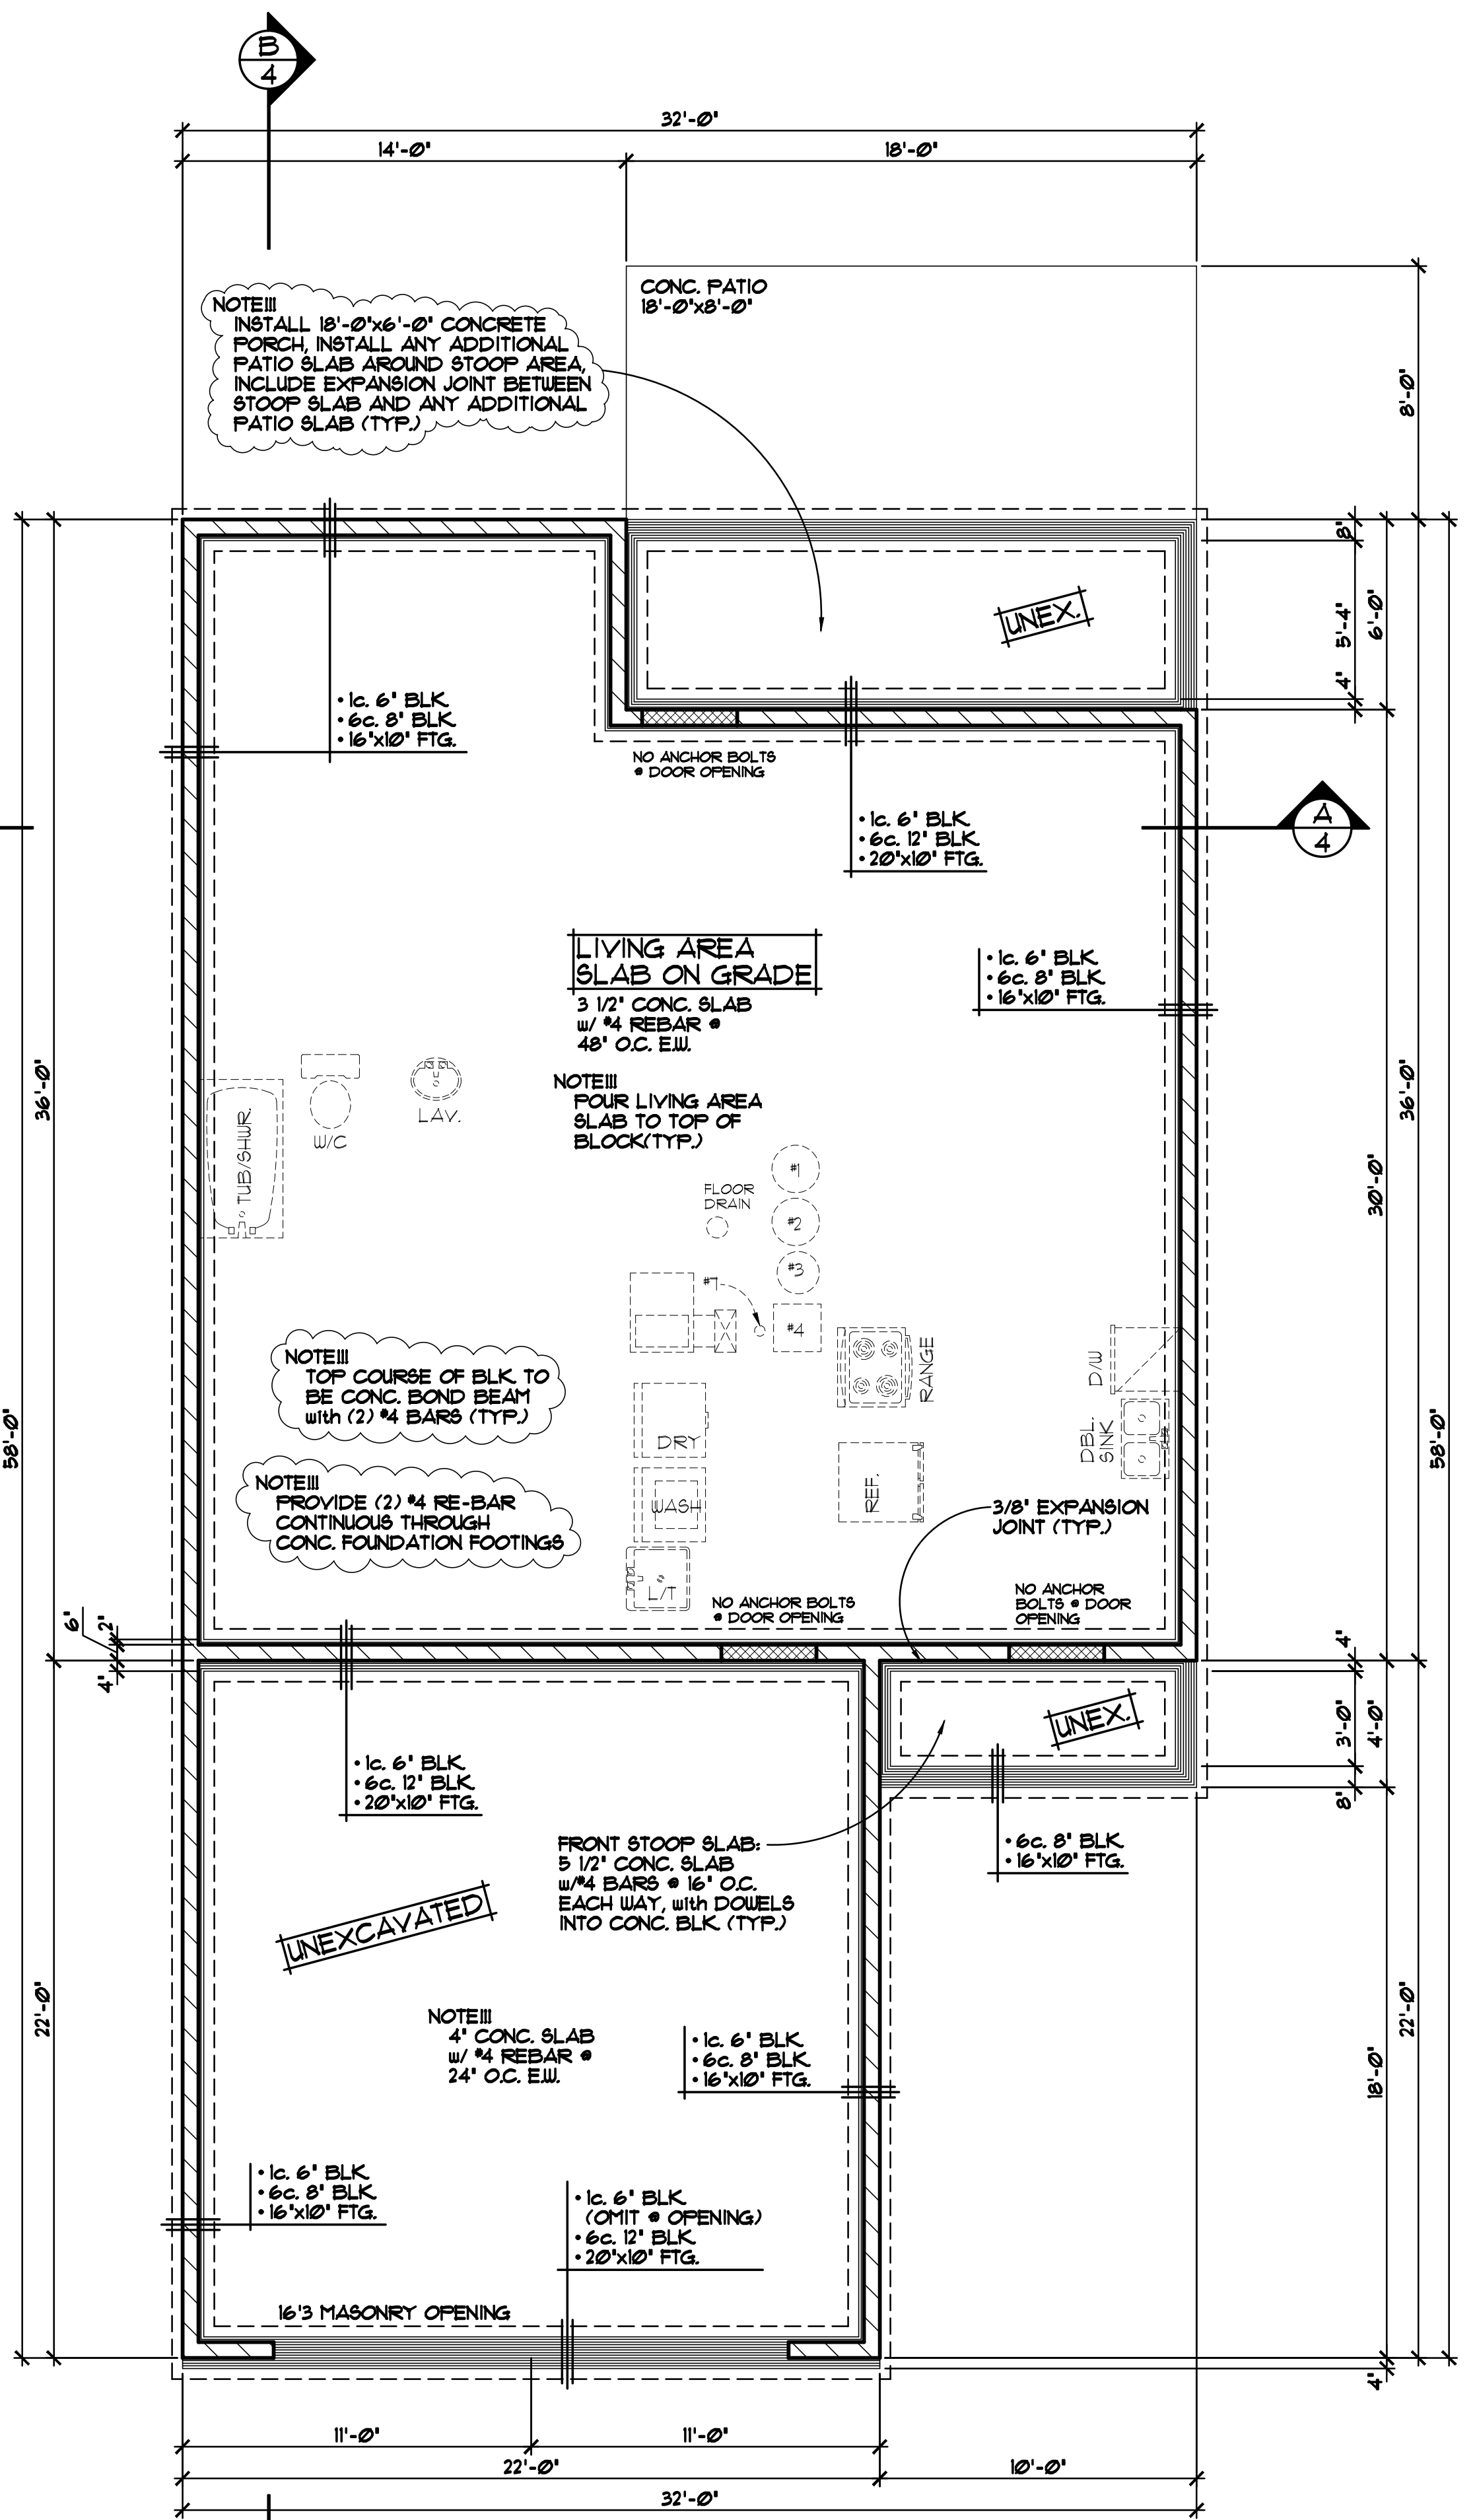 B
4
32'-0"
14'-0"
18'-0"
CONC. PATIO
18'-0"x8'-0"
NOTE!!!
INSTALL 18'-0"x6'-0" CONCRETE
PORCH, INSTALL ANY ADDITIONAL
PATIO SLAB AROUND STOOP AREA,
INCLUDE EXPANSION JOINT BETWEEN
STOOP SLAB AND ANY ADDITIONAL
PATIO SLAB (TYP.)
8'-0"
8"
5'-4"
6'-0"
4"
UNEX.
•1c. 6" BLK.
•6c. 8" BLK.
•16"x10" FTG.
NO ANCHOR BOLTS
@ DOOR OPENING
•1c. 6" BLK.
•6c. 12" BLK.
•20"x10" FTG.
A
4
LIVING AREA
SLAB ON GRADE
3 1/2" CONC. SLAB
w/ #4 REBAR @
48" O.C. E.W.
•1c. 6" BLK.
•6c. 8" BLK.
•16"x10" FTG.
NOTE!!!
POUR LIVING AREA
SLAB TO TOP OF
BLOCK(TYP.)
36'-0"
36'-0"
30'-0"
TUB/SHWR.
W/C
LAV.
FLOOR
DRAIN
#1
#2
#3
#7
#4
RANGE
D/W
DBL.
SINK
REF.
DRY
WASH
L/T
NOTE!!!
TOP COURSE OF BLK. TO
BE CONC. BOND BEAM
with (2) #4 BARS (TYP.)
NOTE!!!
PROVIDE (2) #4 RE-BAR
CONTINUOUS THROUGH
CONC. FOUNDATION FOOTINGS
58'-0"
58'-0"
3/8" EXPANSION
JOINT (TYP.)
NO ANCHOR BOLTS
@ DOOR OPENING
NO ANCHOR
BOLTS @ DOOR
OPENING
6"
2"
4"
4"
3'-0"
4'-0"
8"
UNEX.
•1c. 6" BLK.
•6c. 12" BLK.
•20"x10" FTG.
FRONT STOOP SLAB:
5 1/2" CONC. SLAB
w/#4 BARS @ 16" O.C.
EACH WAY, with DOWELS
INTO CONC. BLK. (TYP.)
•6c. 8" BLK.
•16"x10" FTG.
UNEXCAVATED
NOTE!!!
4" CONC. SLAB
w/ #4 REBAR @
24" O.C. E.W.
•1c. 6" BLK.
•6c. 8" BLK.
•16"x10" FTG.
22'-0"
22'-0"
18'-0"
•1c. 6" BLK.
•6c. 8" BLK.
•16"x10" FTG.
•1c. 6" BLK.
(OMIT @ OPENING)
•6c. 12" BLK.
•20"x10" FTG.
16'3 MASONRY OPENING
4"
11'-0"
11'-0"
22'-0"
10'-0"
32'-0"